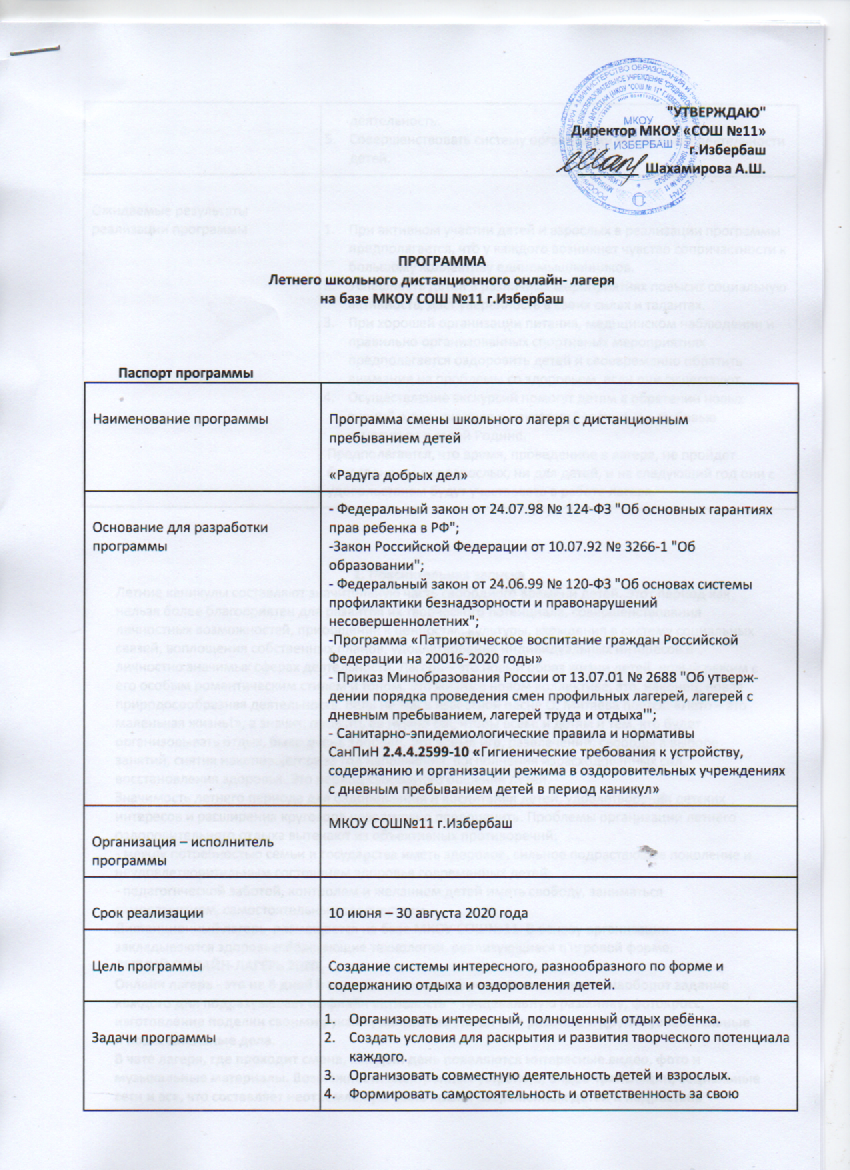 "УТВЕРЖДАЮ"
Директор МКОУ «СОШ №11»
г.Избербаш
Шахамирова А.Ш.
МКОУ
г. ИЗБЕРБАШ
ПРОГРАММА
Летнего школьного дистанционного онлайн- лагеря
на базе МКОУ СОШ №11 г.Избербаш
Паспорт программы
Наименование программы
Программа смены школьного лагеря с дистанционным
пребыванием детей
«Радуга добрых дел»
Основание для разработки
программы
- Федеральный закон от 24.07.98 № 124-ФЗ "Об основных гарантиях
прав ребенка в РФ";
-Закон Российской Федерации от 10.07.92 № 3266-1 "Об
образовании";
- Федеральный закон от 24.06.99 № 120-ФЗ "Об основах системы
профилактики безнадзорности и правонарушений
несовершеннолетних";
-Программа «Патриотическое воспитание граждан Российской
Федерации на 20016-2020 годы»
- Приказ Минобразования России от 13.07.01 № 2688 "Об утверж-
дении порядка проведения смен профильных лагерей, лагерей с
дневным пребыванием, лагерей труда и отдыха'";
- Санитарно-эпидемиологические правила и нормативы
СанПиН 2.4.4.2599-10 «Гигиенические требования к устройству,
содержанию и организации режима в оздоровительных учреждениях
с дневным пребыванием детей в период каникул»
Организация – исполнитель
программы
МКОУ СОШ№11 г.Избербаш
Срок реализации
10 июня – 30 августа 2020 года
Цель программы
Создание системы интересного, разнообразного по форме и
содержанию отдыха и оздоровления детей.
Задачи программы
1. Организовать интересный, полноценный отдых ребёнка.
2. Создать условия для раскрытия и развития творческого потенциала
каждого.
3. Организовать совместную деятельность детей и взрослых.
4. Формировать самостоятельность и ответственность за свою